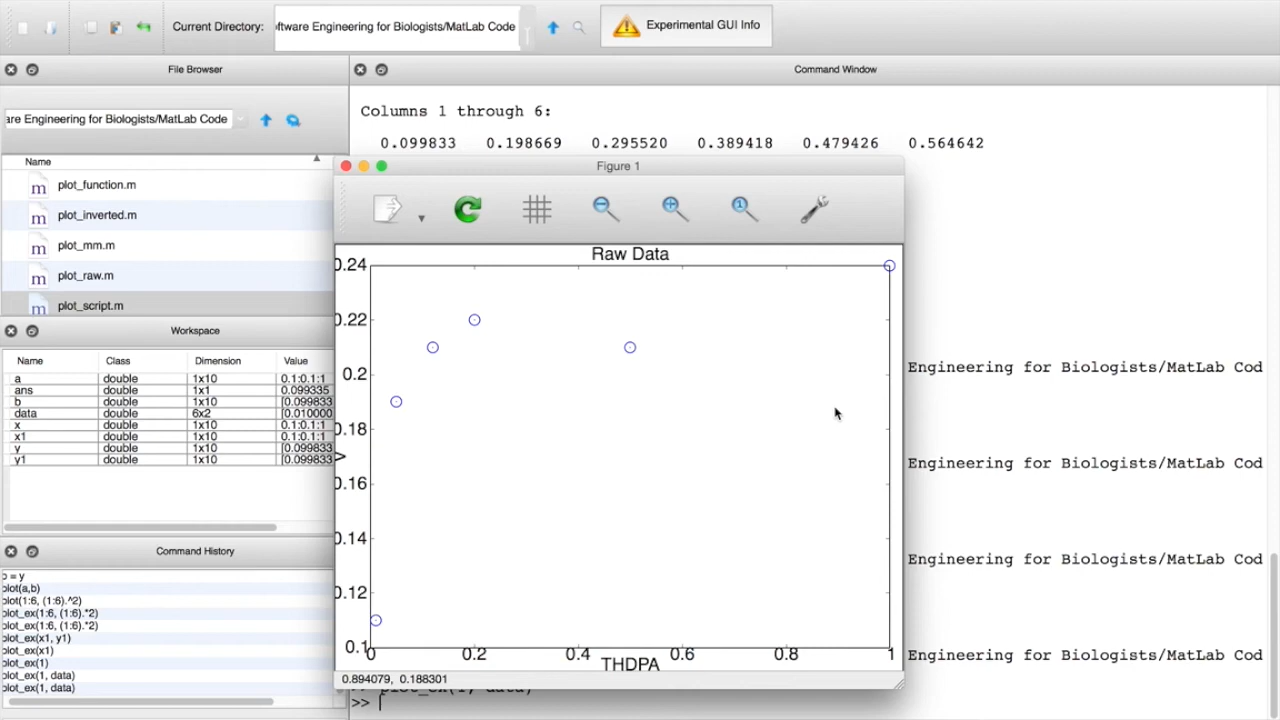 Current Directory: ftware Engineering for Biologists/MatLab Code Experimental GUI Info
File Browser
Command Window
are Engineering for Biologists/MatLab Code
Name
plot_function.m
plot_inverted.m
plot_mm.m
plot_raw.m
plot_script.m
Workspace
Name Class Dimension Value
a double 1x10 0.1:0.1:1
ans double 1x1 0.099335
b double 1x10 [0.099833
data double 6x2 [0.010000
x double 1x10 0.1:0.1:1
x1 double 1x10 0.1:0.1:1
y double 1x10 [0.099833
y1 double 1x10 [0.099833
Command History
b = y
plot(a,b)
plot(1:6, (1:6).^2)
plot_ex(1:6, (1:6).*2)
plot_ex(1:6, (1:6).*2)
plot_ex(x1, y1)
plot_ex(x1)
plot_ex(1)
plot_ex(1, data)
plot_ex(1, data)
Columns 1 through 6:
0.099833 0.198669 0.295520 0.389418 0.479426 0.564642
Figure 1
Raw Data
0.24
0.22
0.2
0.18
V
0.16
0.14
0.12
0.1
0 0.2 0.4 0.6 0.8 1
THDPA
0.894079, 0.188301
Engineering for Biologists/MatLab Cod
Engineering for Biologists/MatLab Cod
Engineering for Biologists/MatLab Cod
Engineering for Biologists/MatLab Cod
>> plot_ex(1, data)
>>